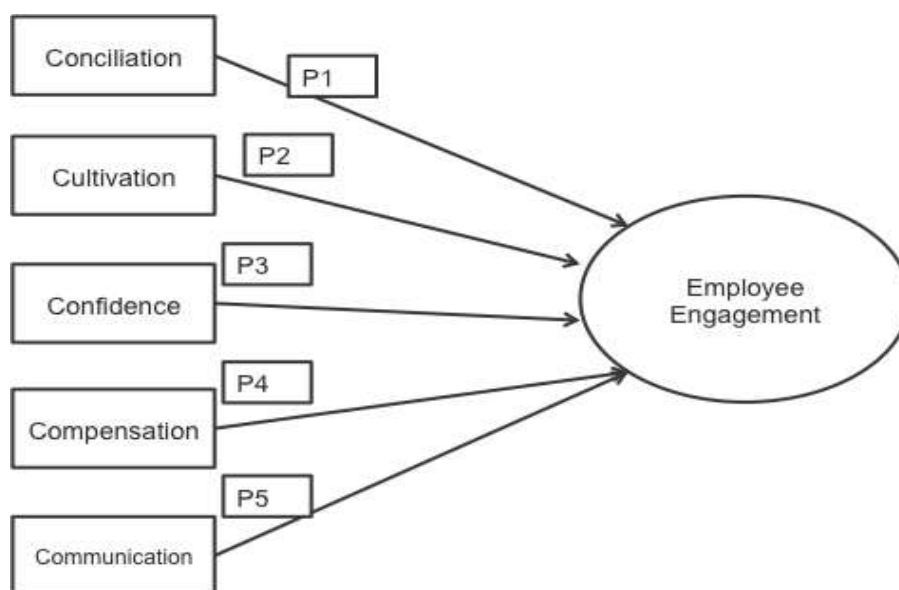 Conciliation
P1
Cultivation
P2
Confidence
P3
Compensation
P4
Communication
P5
Employee
Engagement